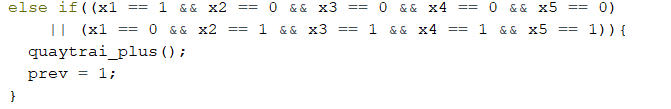 else if((x1 == 1 && x2 == 0 && x3 == 0 && x4 == 0 && x5 == 0)
|| (x1 == 0 && x2 == 1 && x3 == 1 && x4 == 1 && x5 == 1)){
quaytrai_plus();
prev = 1;
}